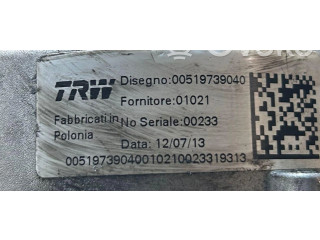 TRW
Disegno:00519739040
Fornitore:01021
Fabbricati in
Polonia
No Seriale:00233
Data: 12/07/13
00519739040010210023319313